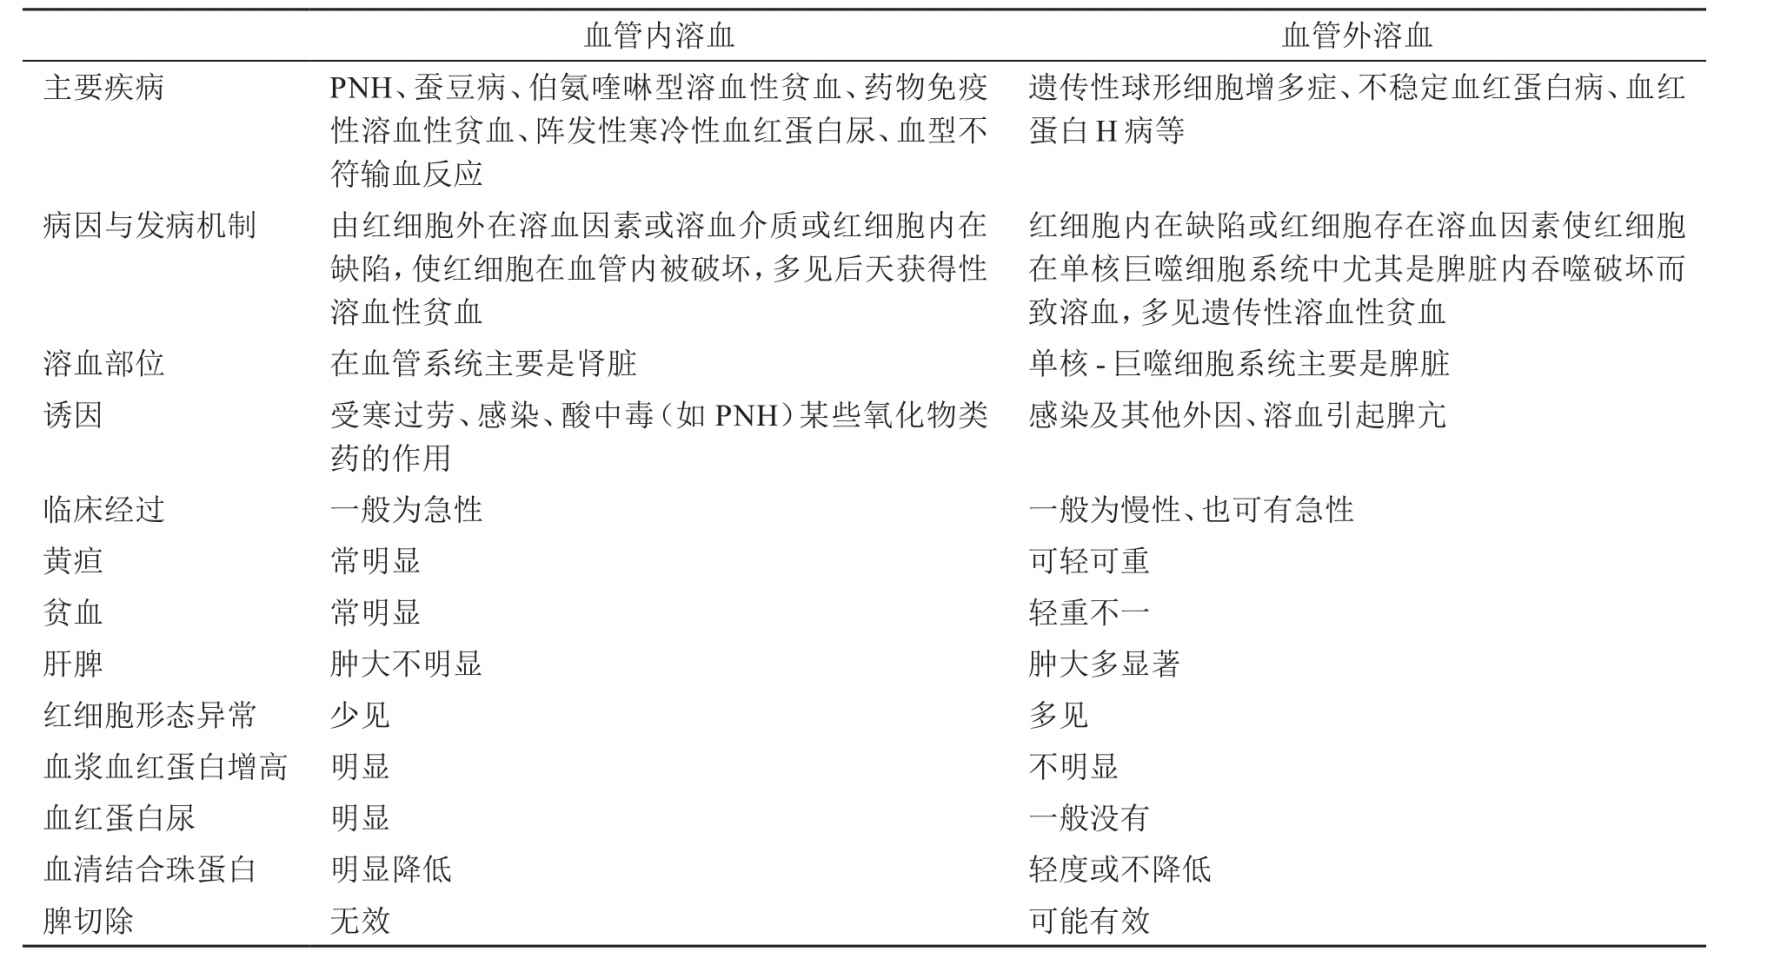 血管内溶血 血管外溶血
主要疾病 PNH、蚕豆病、伯氨喹啉型溶血性贫血、药物免疫 遗传性球形细胞增多症、不稳定血红蛋白病、血红
性溶血性贫血、阵发性寒冷性血红蛋白尿、血型不 蛋白 H 病等
符输血反应
病因与发病机制 由红细胞外在溶血因素或溶血介质或红细胞内在 红细胞内在缺陷或红细胞存在溶血因素使红细胞
缺陷，使红细胞在血管内被破坏，多见后天获得性 在单核巨噬细胞系统中尤其是脾脏内吞噬破坏而
溶血性贫血 致溶血，多见遗传性溶血性贫血
溶血部位 在血管系统主要是肾脏 单核 - 巨噬细胞系统主要是脾脏
诱因 受寒过劳、感染、酸中毒（如 PNH）某些氧化物类 感染及其他外因、溶血引起脾亢
药的作用
临床经过 一般为急性 一般为慢性、也可有急性
黄疸 常明显 可轻可重
贫血 常明显 轻重不一
肝脾 肿大不明显 肿大多显著
红细胞形态异常 少见 多见
血浆血红蛋白增高 明显 不明显
血红蛋白尿 明显 一般没有
血清结合珠蛋白 明显降低 轻度或不降低
脾切除 无效 可能有效